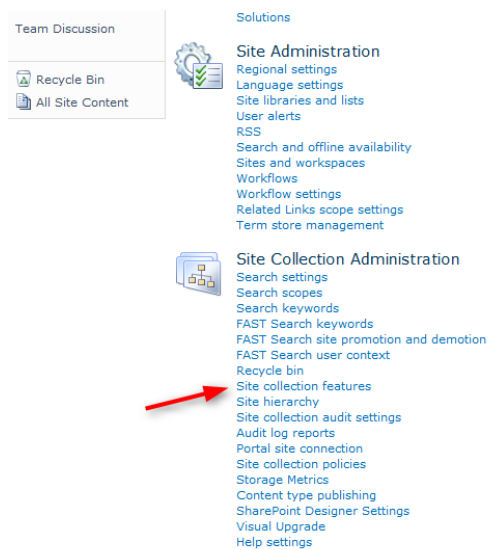 Team Discussion
Recycle Bin
All Site Content
Solutions
Site Administration
Regional settings
Language settings
Site libraries and lists
User alerts
RSS
Search and offline availability
Sites and workspaces
Workflows
Workflow settings
Related Links scope settings
Term store management
Site Collection Administration
Search settings
Search scopes
Search keywords
FAST Search keywords
FAST Search site promotion and demotion
FAST Search user context
Recycle bin
Site collection features
Site hierarchy
Site collection audit settings
Audit log reports
Portal site connection
Site collection policies
Storage Metrics
Content type publishing
SharePoint Designer Settings
Visual Upgrade
Help settings